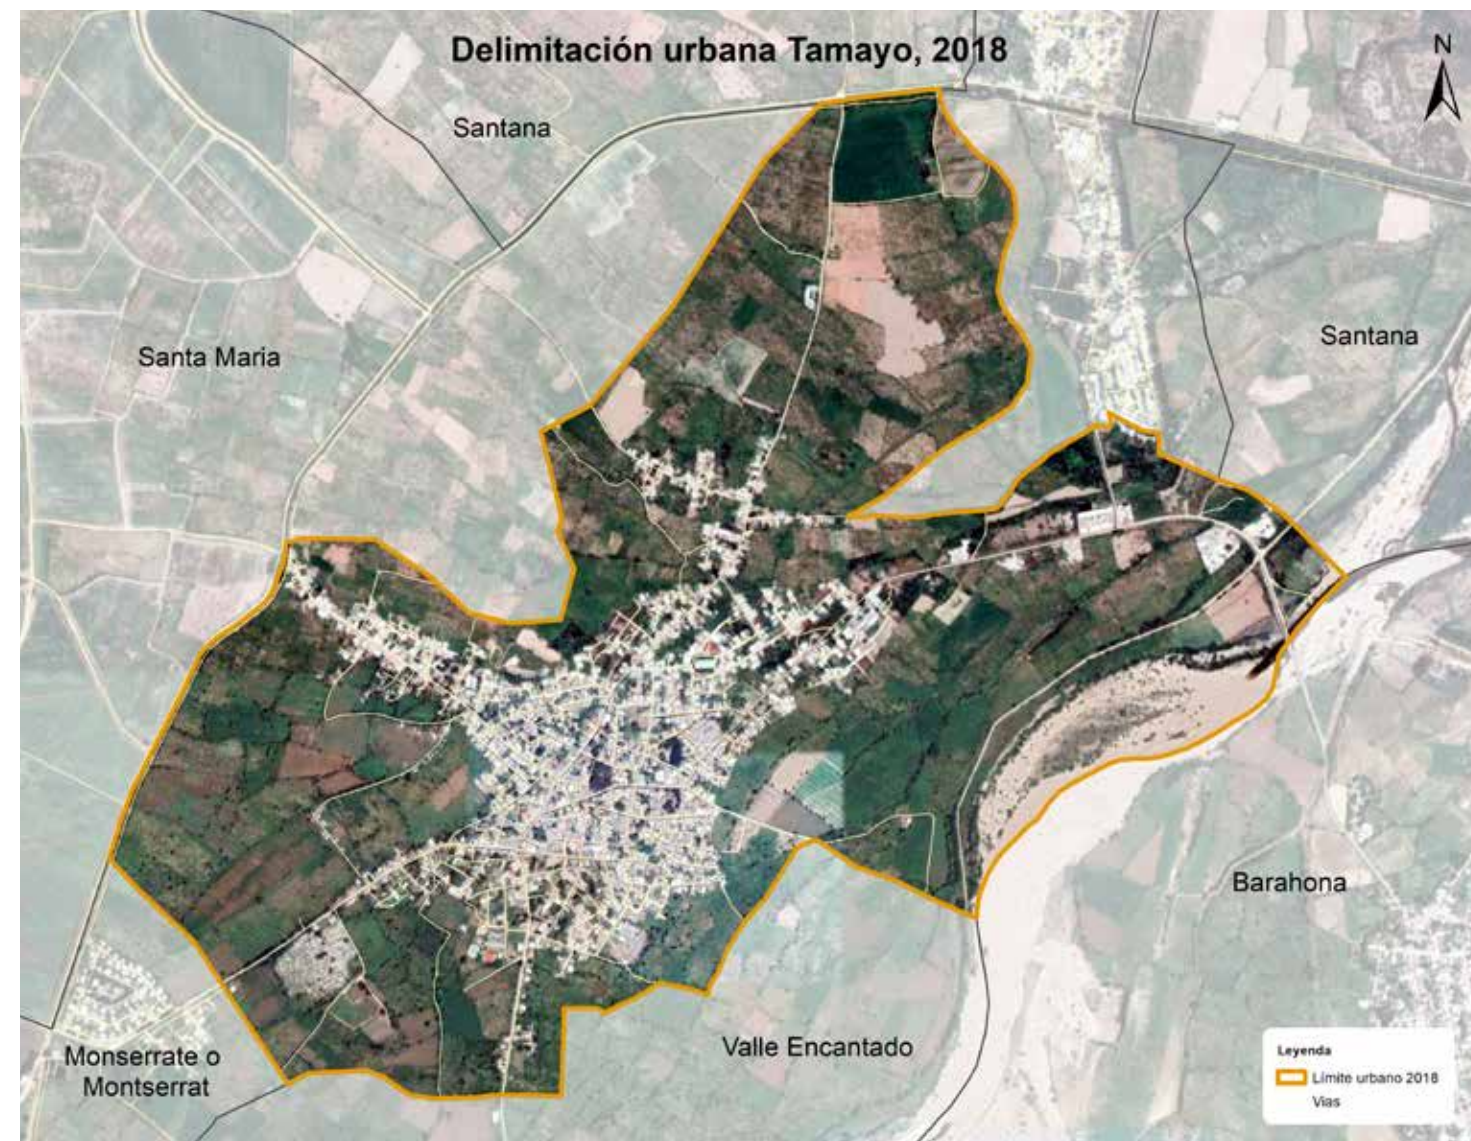 Delimitación urbana Tamayo, 2018
N
Santana
Santana
Santa Maria
Barahona
Valle Encantado
Monserrate o
Montserrat
Leyenda
Límite urbano 2018
Vias